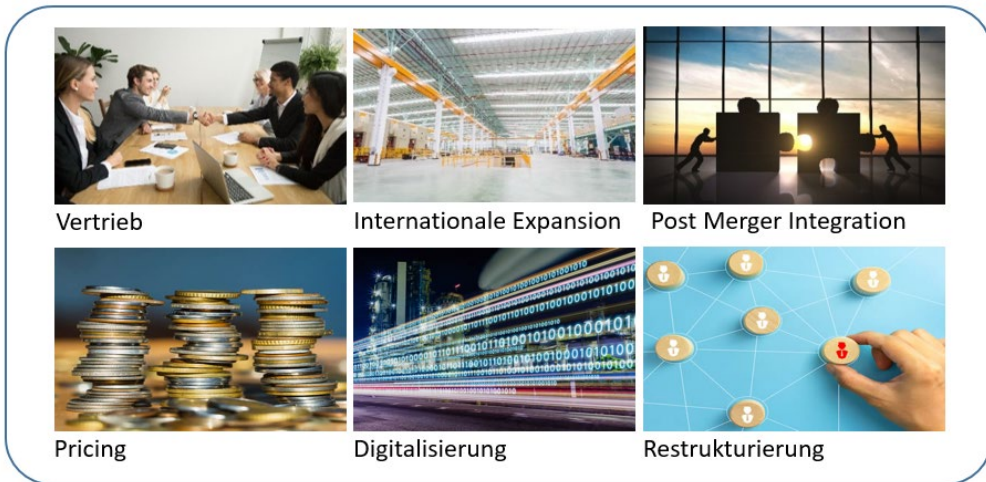 Vertrieb
Internationale Expansion
Post Merger Integration
Pricing
Digitalisierung
Restrukturierung